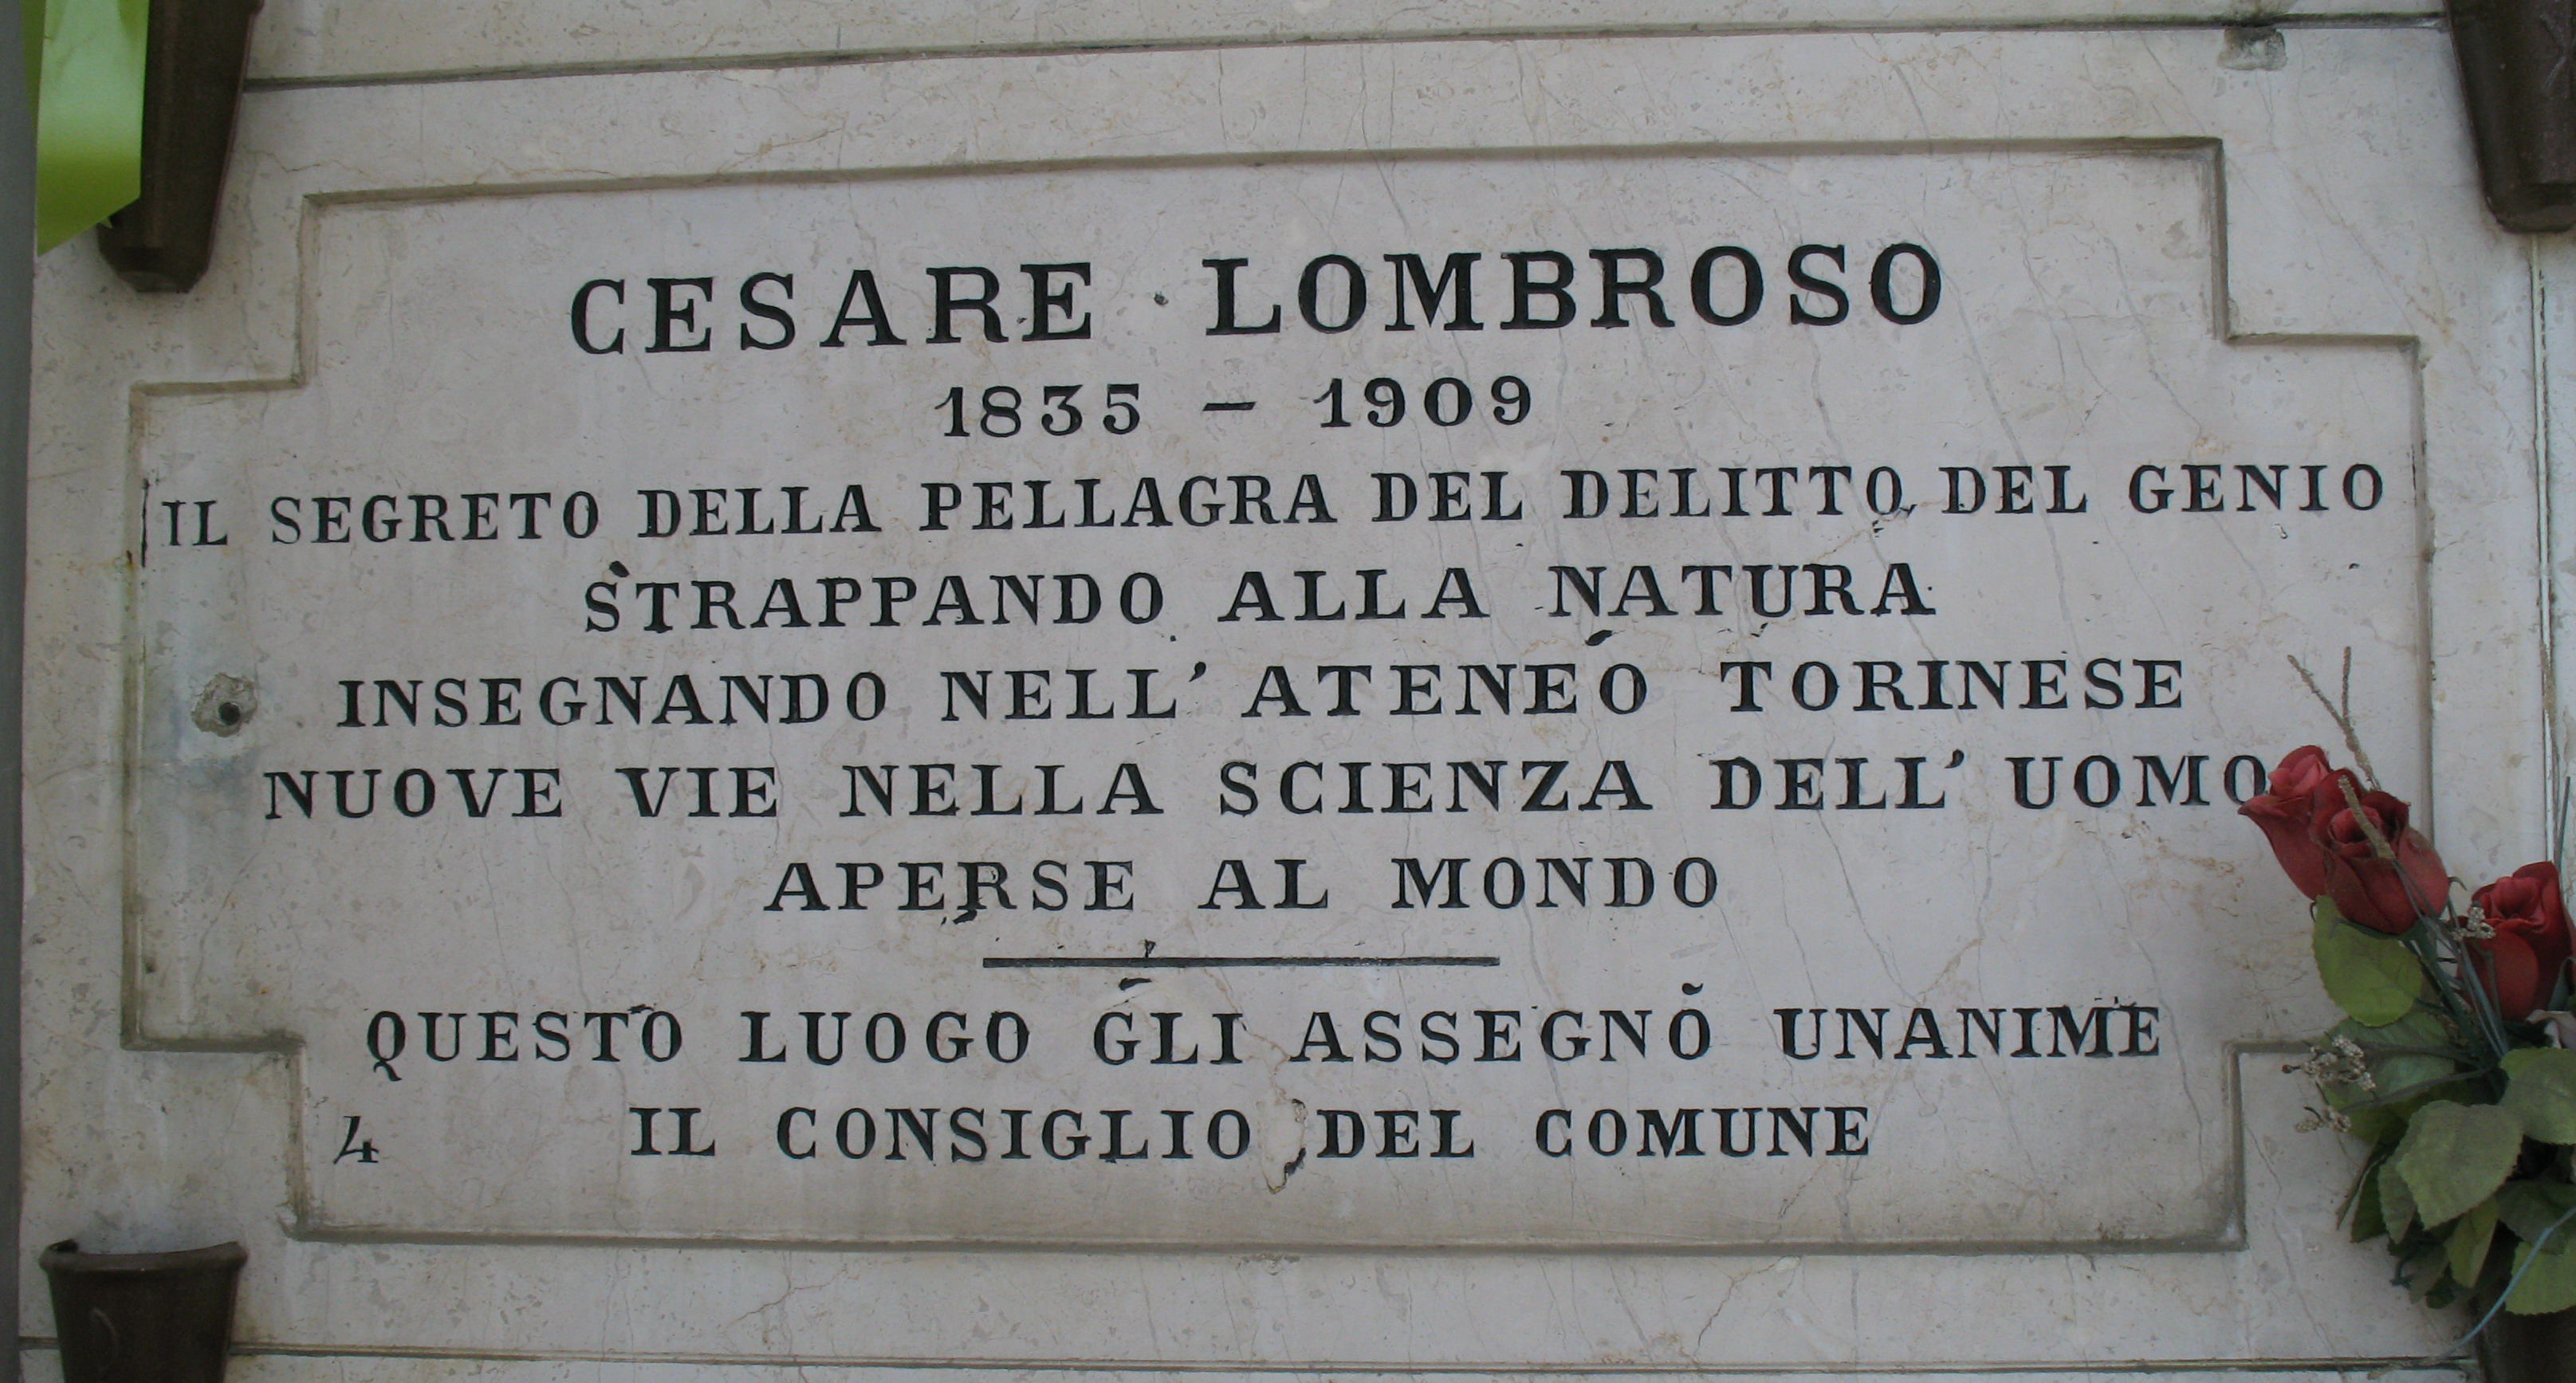 CESARE LOMBROSO
1835 – 1909
IL SEGRETO DELLA PELLAGRA DEL DELITTO DEL GENIO
STRAPPANDO ALLA NATURA
INSEGNANDO NELL' ATENEO TORINESE
NUOVE VIE NELLA SCIENZA DELL' UOMO
APERSE AL MONDO
QUESTO LUOGO GLI ASSEGNÒ UNANIME
4 IL CONSIGLIO DEL COMUNE